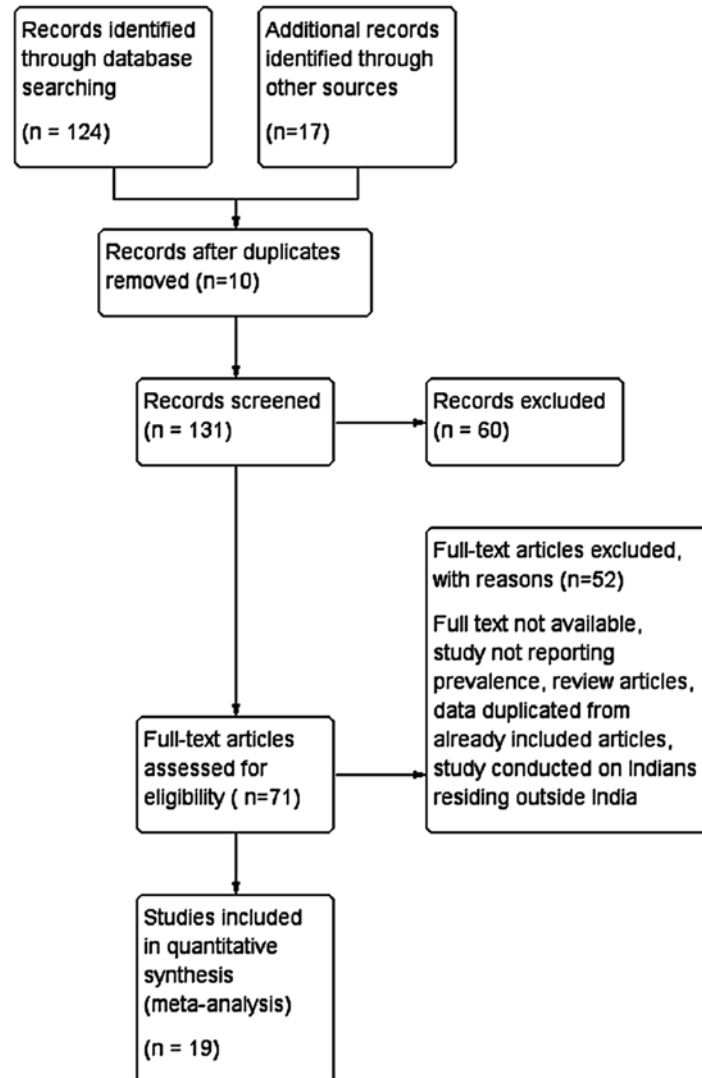 Records identified
through database
searching
(n = 124)
Additional records
identified through
other sources
(n=17)
Records after duplicates
removed (n=10)
Records screened
(n = 131)
Records excluded
(n = 60)
Full-text articles excluded,
with reasons (n=52)
Full text not available,
study not reporting
prevalence, review articles,
data duplicated from
already included articles,
study conducted on Indians
residing outside India
Full-text articles
assessed for
eligibility ( n=71)
Studies included
in quantitative
synthesis
(meta-analysis)
(n = 19)